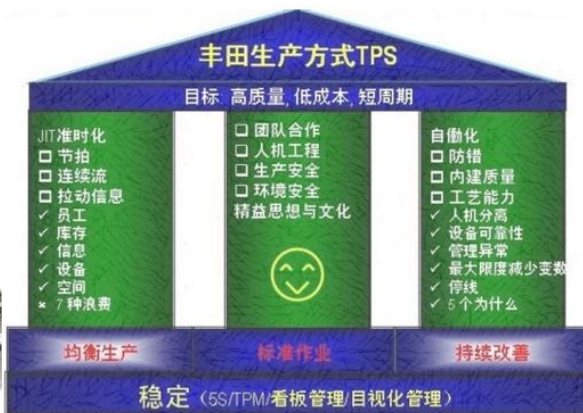 丰田生产方式TPS
目标: 高质量, 低成本, 短周期
JIT准时化
□ 节拍
□ 连续流
□ 拉动信息
✓ 员工
✓ 库存
✓ 信息
✓ 设备
✓ 空间
× 7种浪费
□ 团队合作
□ 人机工程
□ 生产安全
□ 环境安全
精益思想与文化
自働化
□ 防错
□ 内建质量
□ 工艺能力
✓ 人机分离
✓ 设备可靠性
✓ 管理异常
✓ 最大限度减少变数
✓ 停线
✓ 5个为什么
均衡生产
标准作业
持续改善
稳定（5S/TPM/看板管理/目视化管理）